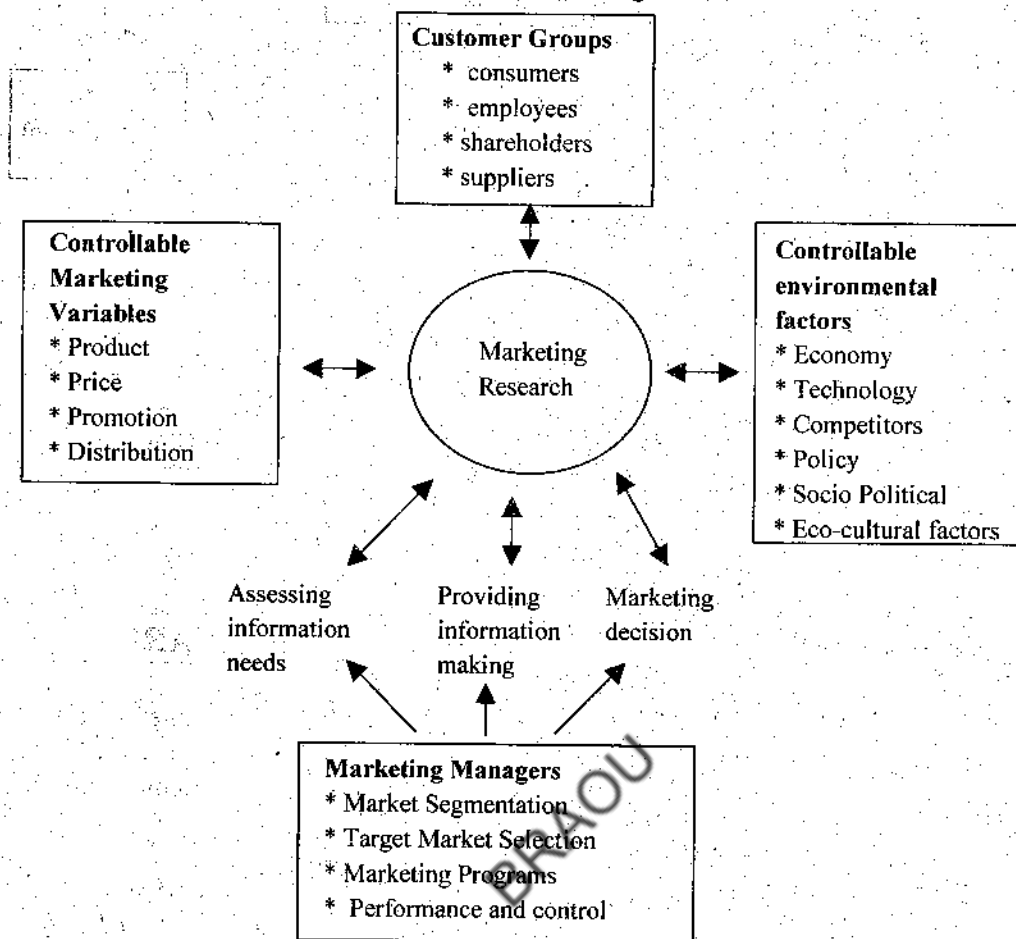 Customer Groups
* consumers
* employees
* shareholders
* suppliers
Controllable
Marketing
Variables
* Product
* Price
* Promotion
* Distribution
Marketing
Research
Controllable
environmental
factors
* Economy
* Technology
* Competitors
* Policy
* Socio Political
* Eco-cultural factors
Assessing
information
needs
Providing
information
making
Marketing
decision
Marketing Managers
* Market Segmentation
* Target Market Selection
* Marketing Programs
* Performance and control
BRAOU